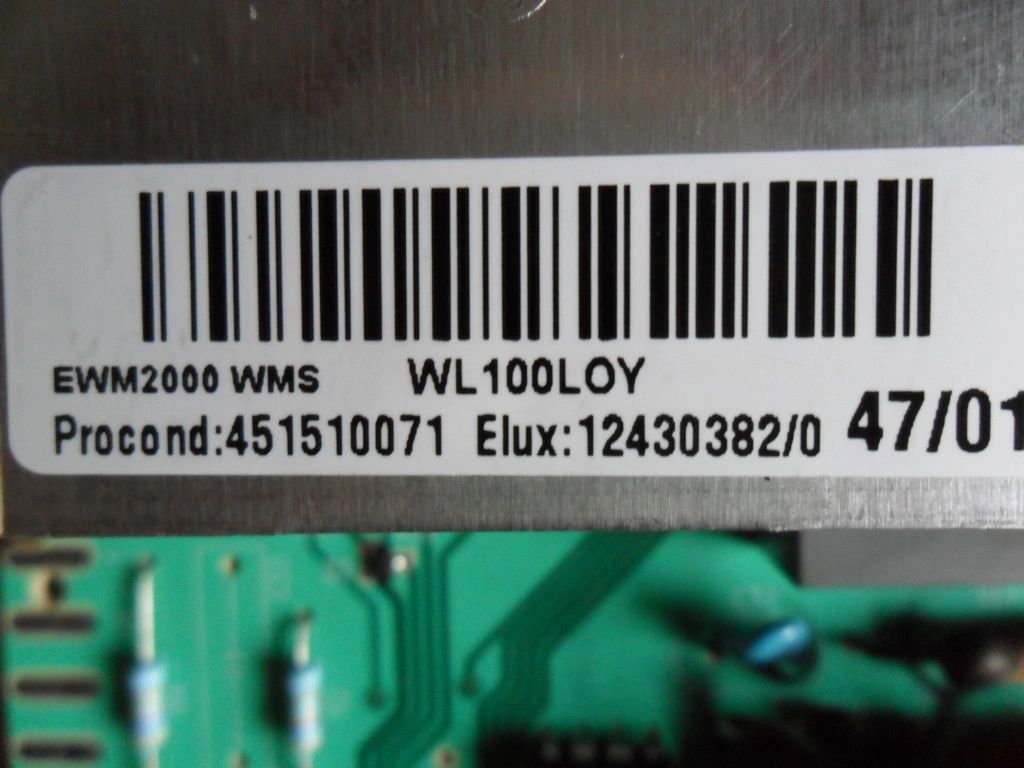 EWM2000 WMS WL100LOY
Procond:451510071 Elux:12430382/0 47/01